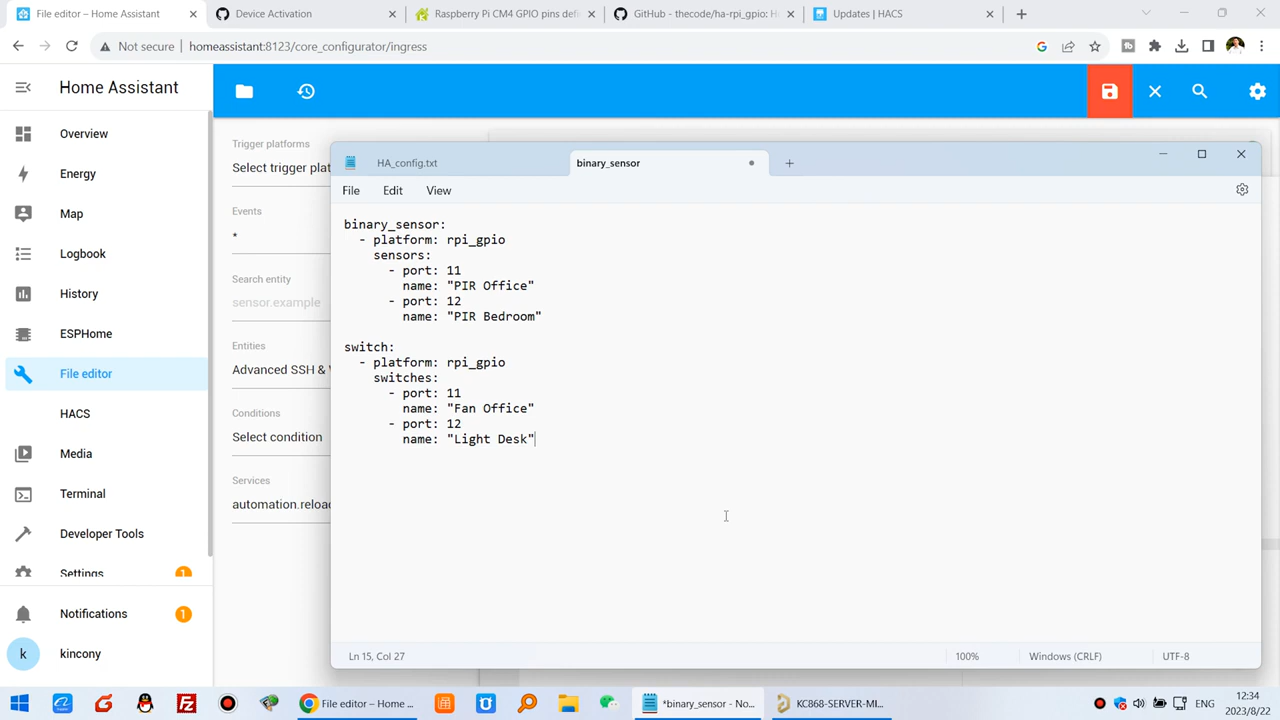 File editor – Home Assistant
Device Activation
Raspberry Pi CM4 GPIO pins defi
GitHub - thecode/ha-rpi_gpio: H
Updates | HACS
Not secure
homeassistant:8123/core_configurator/ingress
Home Assistant
Overview
Energy
Map
Logbook
History
ESPHome
File editor
HACS
Media
Terminal
Developer Tools
Settings
1
Notifications
1
k
kincony
Trigger platforms
Select trigger plat
Events
*
Search entity
sensor.example
Entities
Advanced SSH &
Conditions
Select condition
Services
automation.reloa
HA_config.txt
binary_sensor
File
Edit
View
binary_sensor:
- platform: rpi_gpio
sensors:
- port: 11
name: "PIR Office"
- port: 12
name: "PIR Bedroom"
switch:
- platform: rpi_gpio
switches:
- port: 11
name: "Fan Office"
- port: 12
name: "Light Desk"
Ln 15, Col 27
100%
Windows (CRLF)
UTF-8
File editor – Home ...
*binary_sensor - No...
KC868-SERVER-MI...
ENG
12:34
2023/8/22